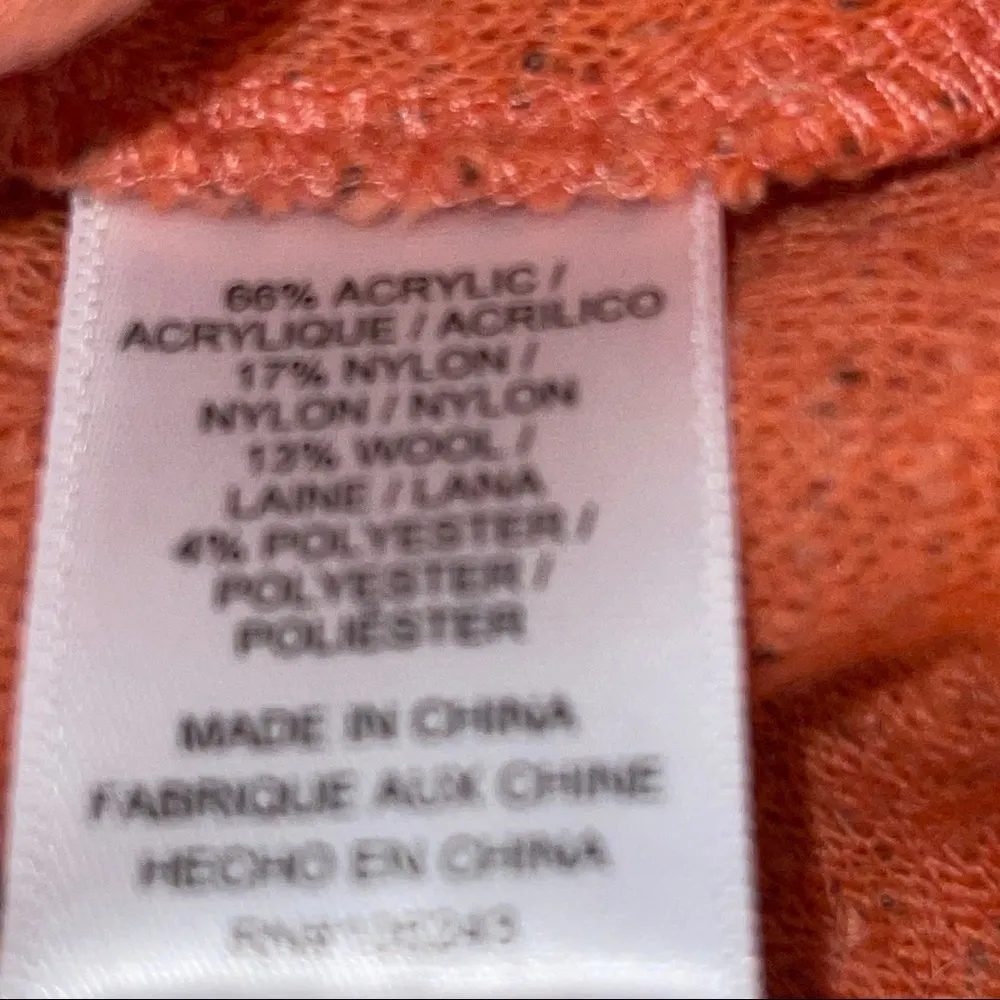 66% ACRYLIC /
ACRYLIQUE / ACRILICO
17% NYLON /
NYLON / NYLON
13% WOOL /
LAINE / LANA
4% POLYESTER /
POLYESTER /
POLIÉSTER
MADE IN CHINA
FABRIQUE AUX CHINE
HECHO EN CHINA